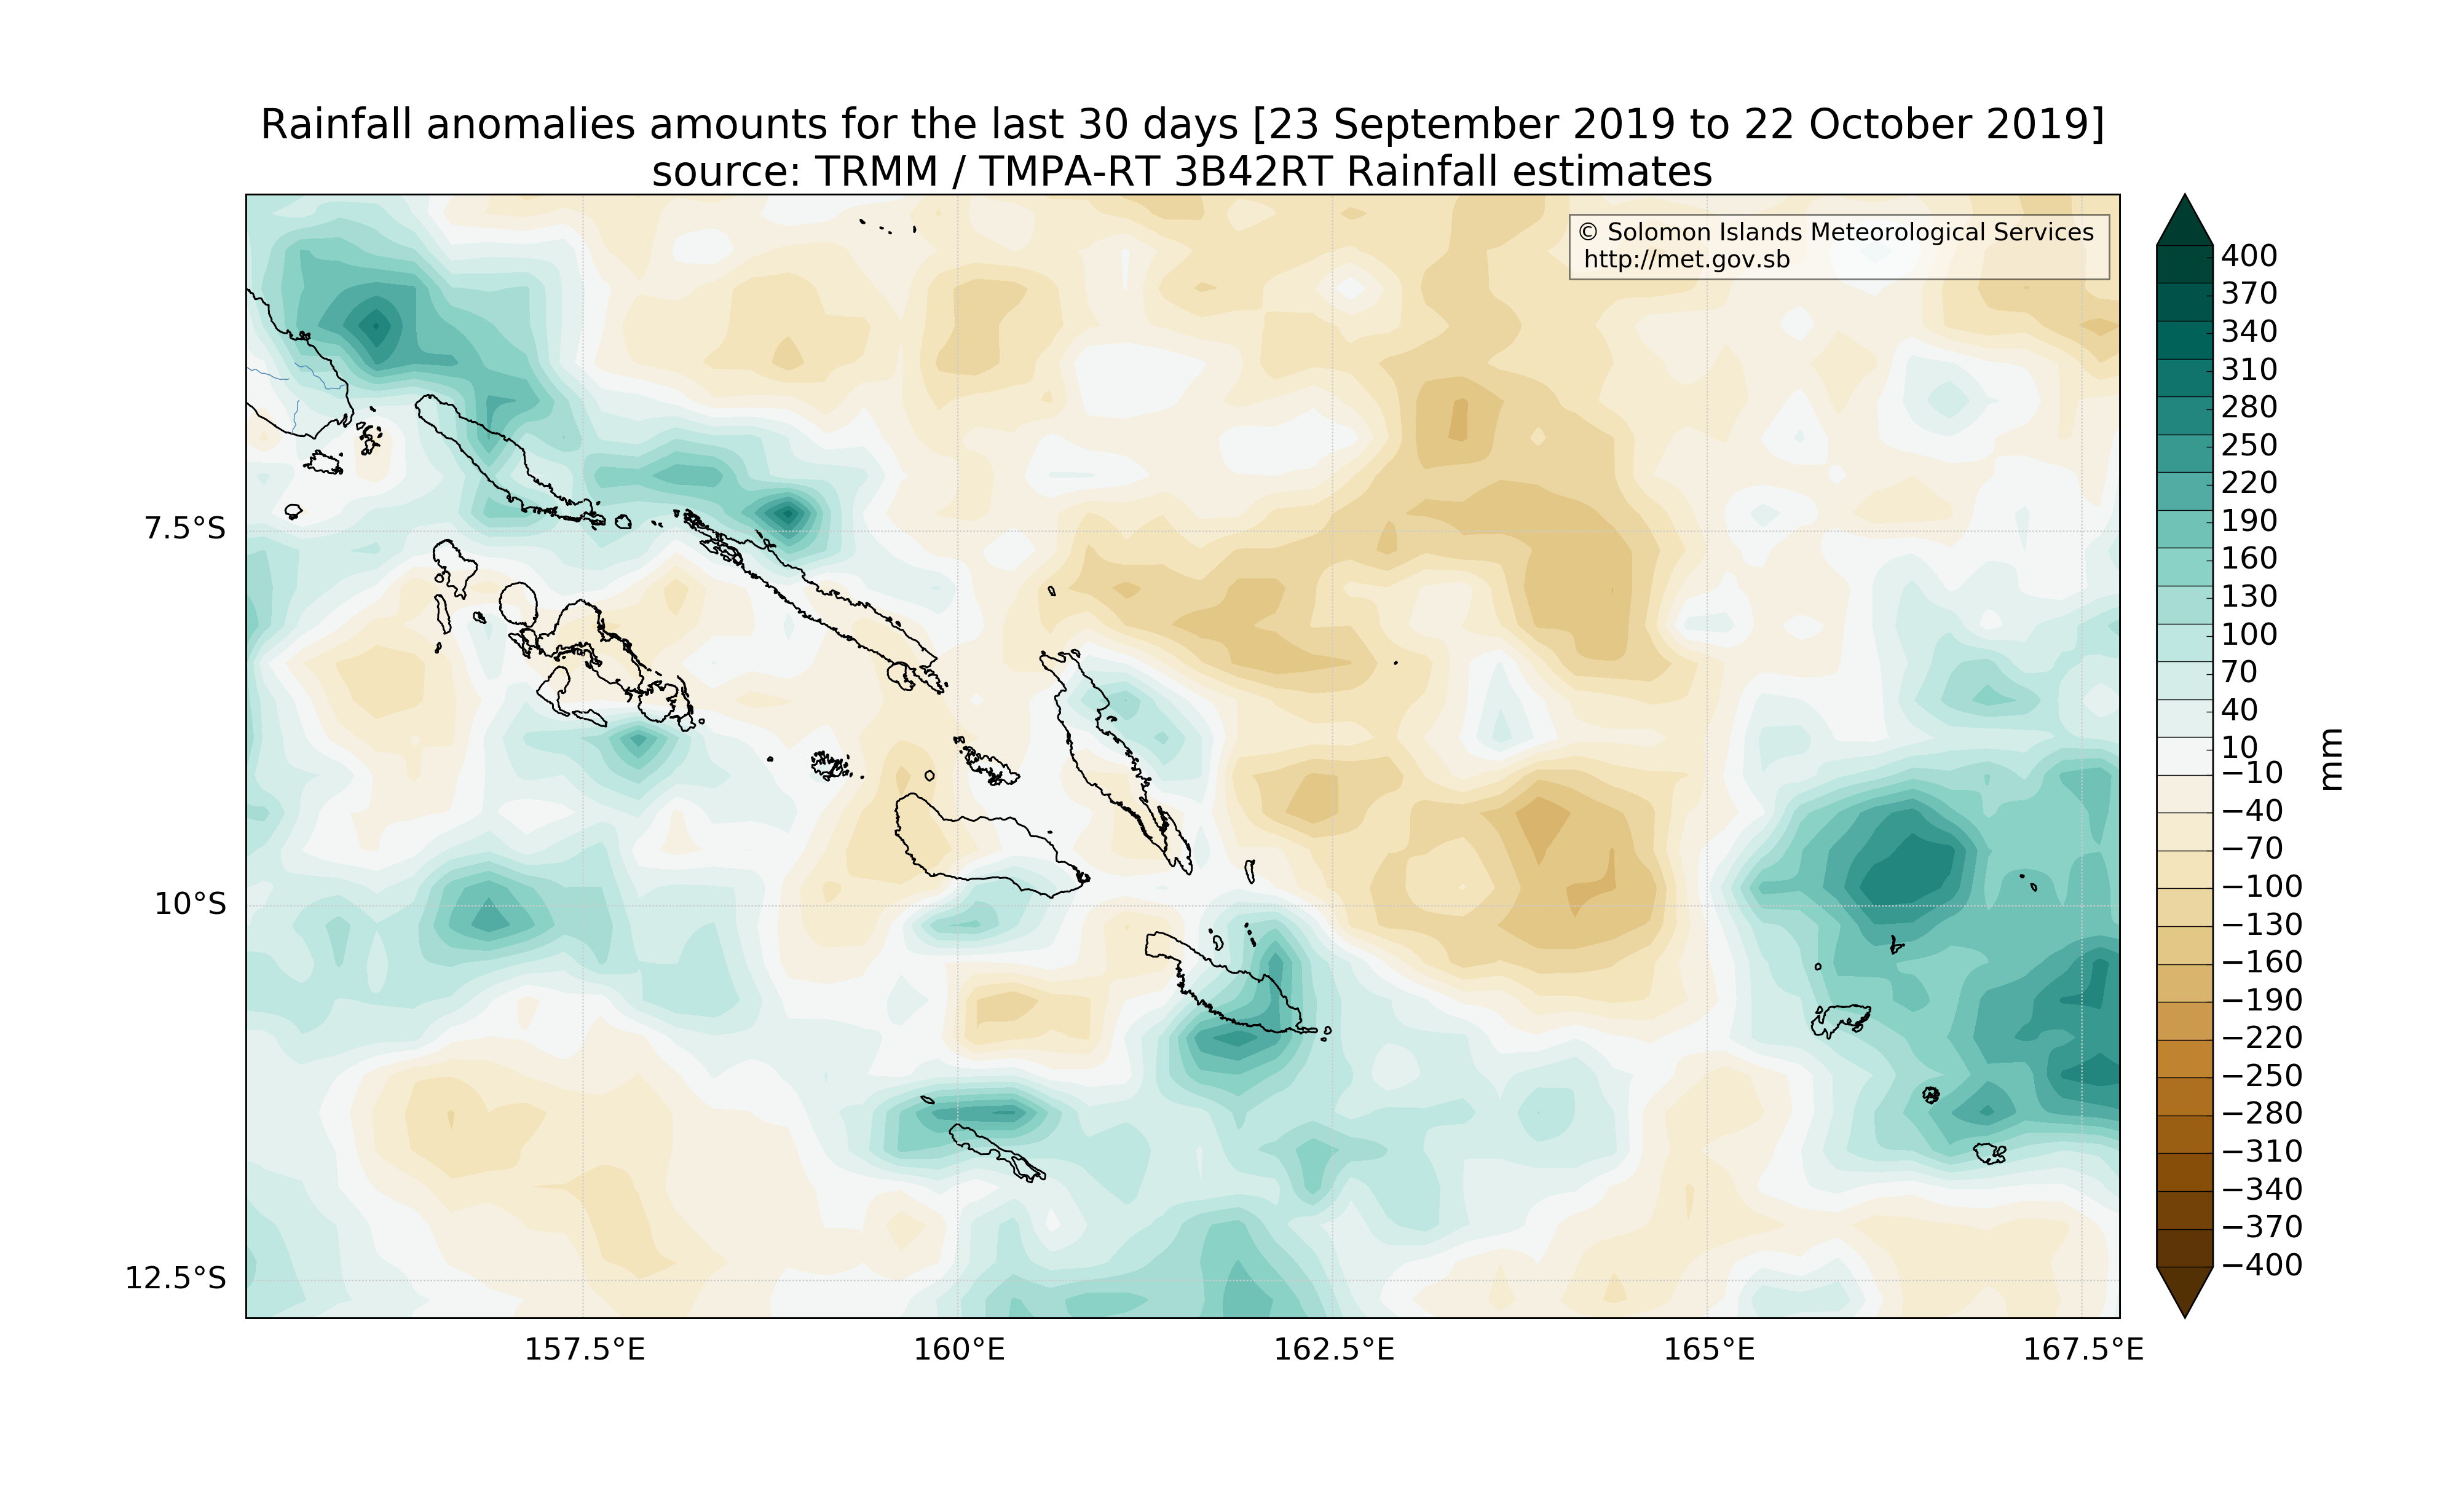 Rainfall anomalies amounts for the last 30 days [23 September 2019 to 22 October 2019]
source: TRMM / TMPA-RT 3B42RT Rainfall estimates
© Solomon Islands Meteorological Services
http://met.gov.sb
7.5°S
10°S
12.5°S
157.5°E
160°E
162.5°E
165°E
167.5°E
400
370
340
310
280
250
220
190
160
130
100
70
40
10
−10
−40
−70
−100
−130
−160
−190
−220
−250
−280
−310
−340
−370
−400
mm